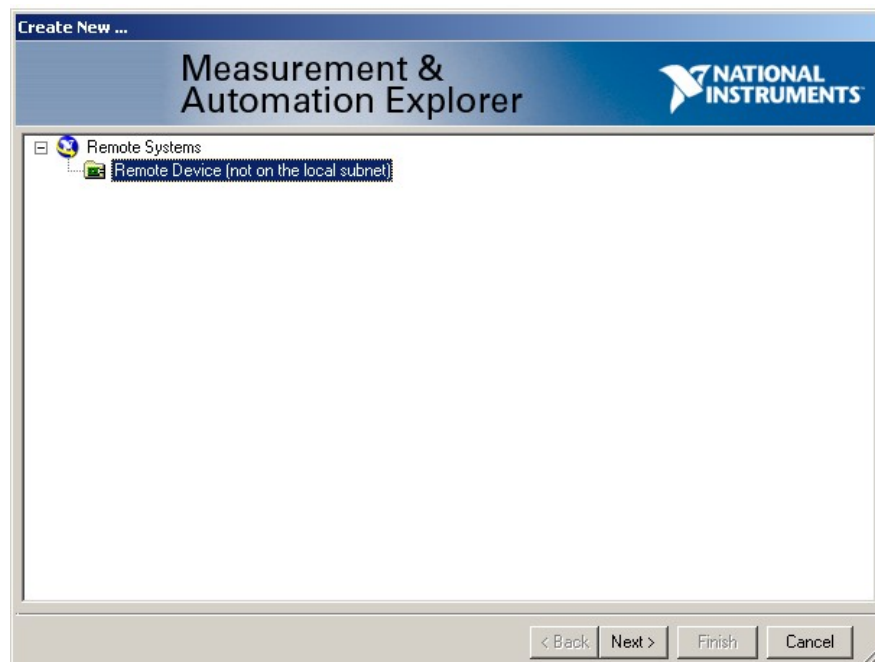 Create New ...
Measurement &
Automation Explorer
NATIONAL
INSTRUMENTS
Remote Systems
Remote Device (not on the local subnet)
< Back Next > Finish Cancel